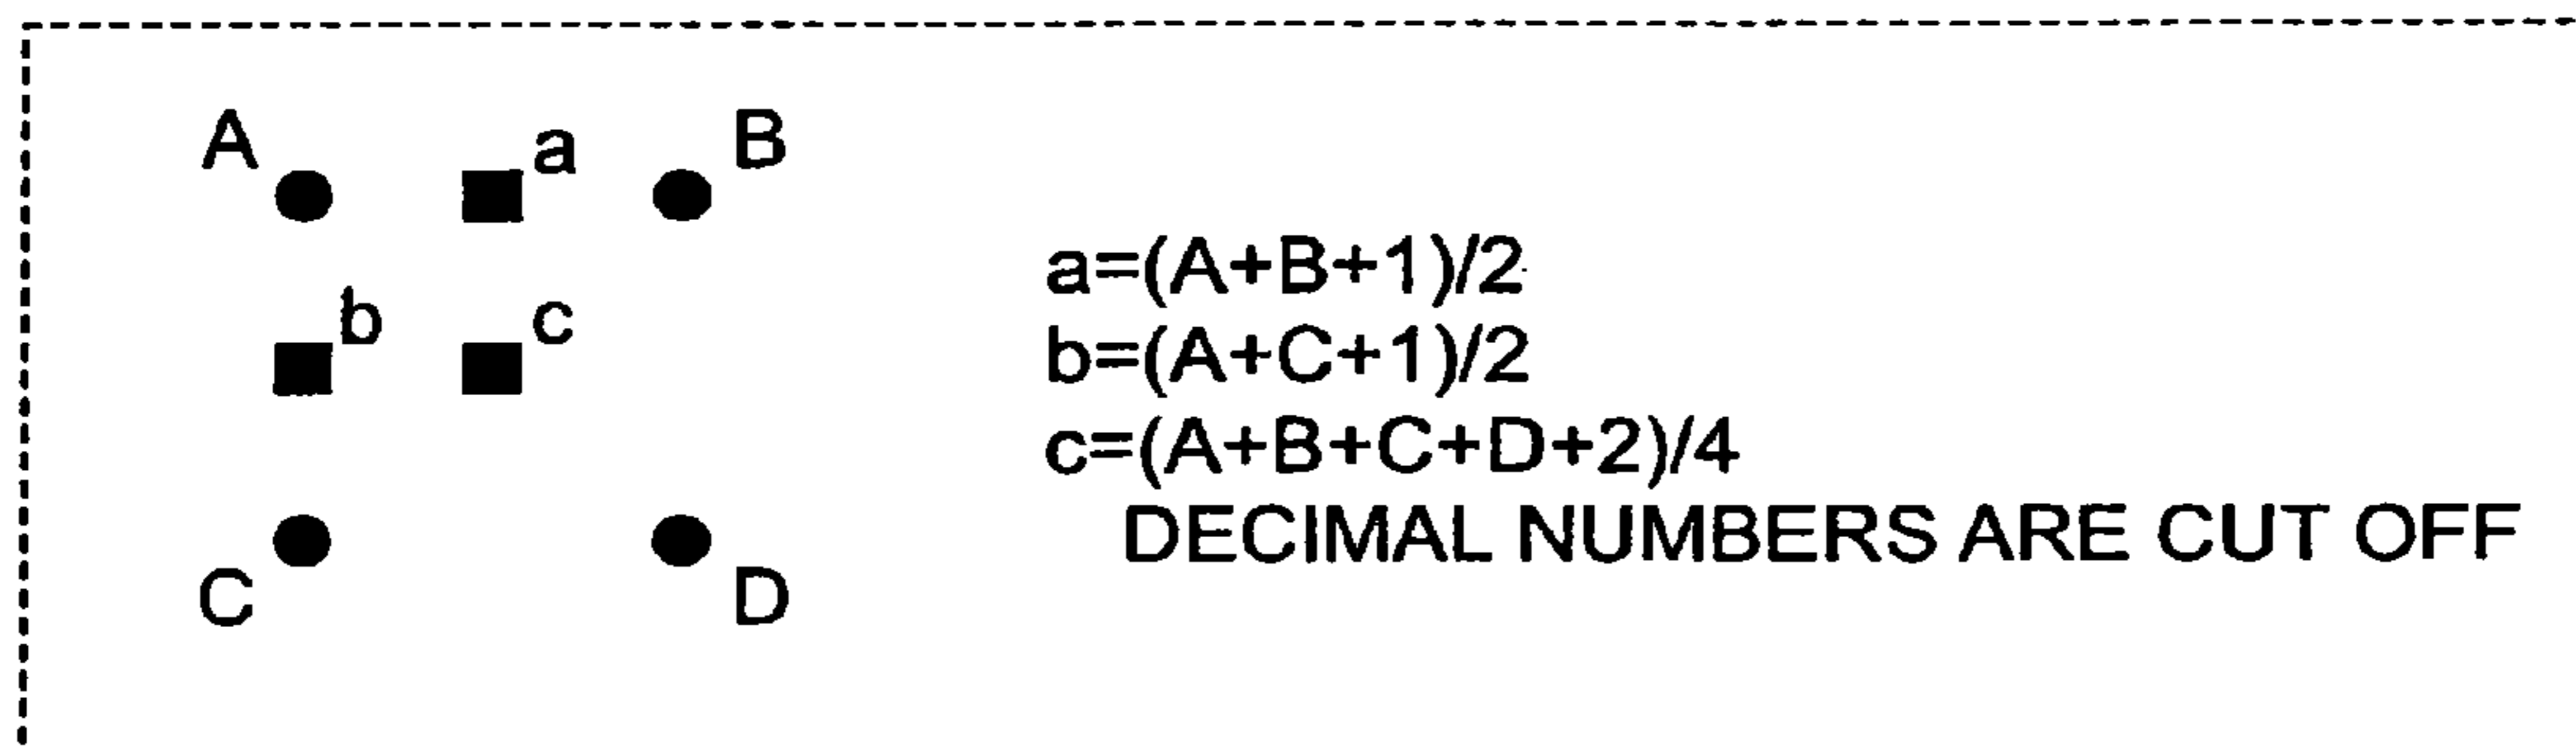 A a B
b c
C D
a=(A+B+1)/2
b=(A+C+1)/2
c=(A+B+C+D+2)/4
DECIMAL NUMBERS ARE CUT OFF